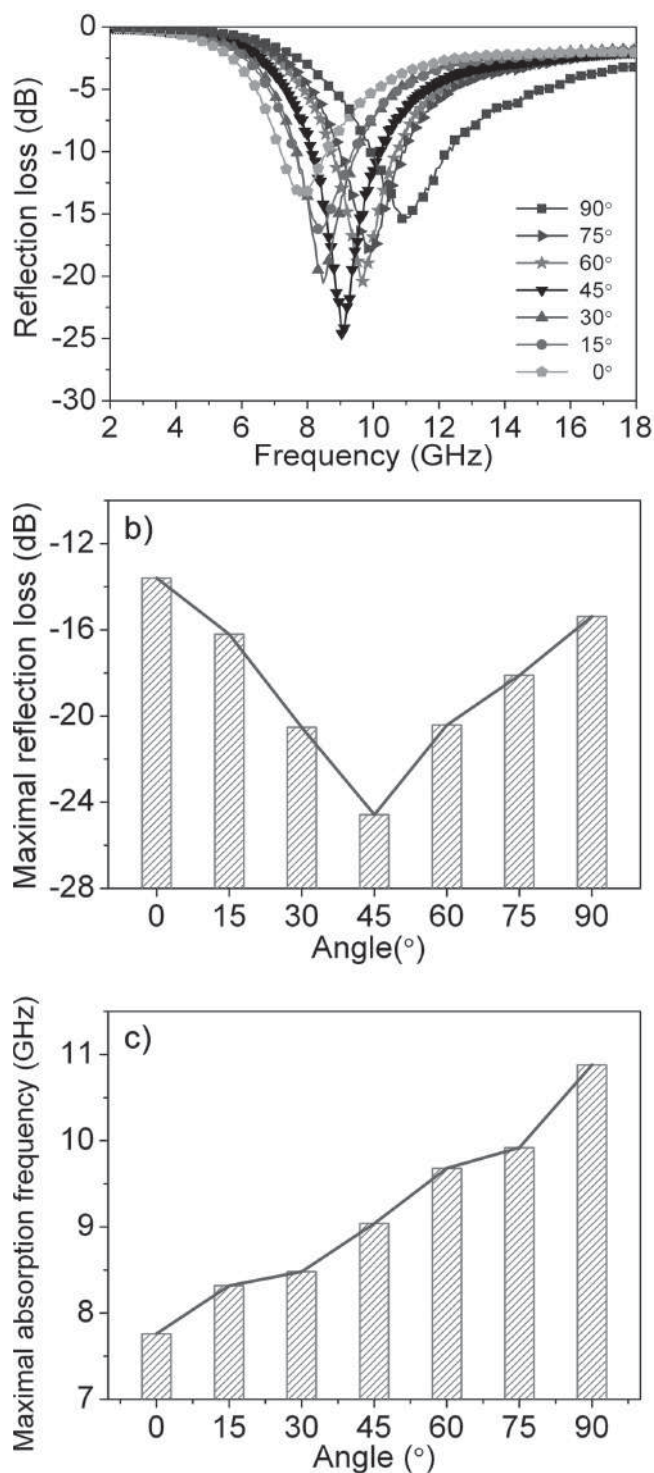 Reflection loss (dB)
0
-5
-10
-15
-20
-25
-30
90°
75°
60°
45°
30°
15°
0°
2 4 6 8 10 12 14 16 18
Frequency (GHz)
b)
Maximal reflection loss (dB)
-12
-16
-20
-24
-28
0 15 30 45 60 75 90
Angle(°)
c)
Maximal absorption frequency (GHz)
11
10
9
8
7
0 15 30 45 60 75 90
Angle (°)